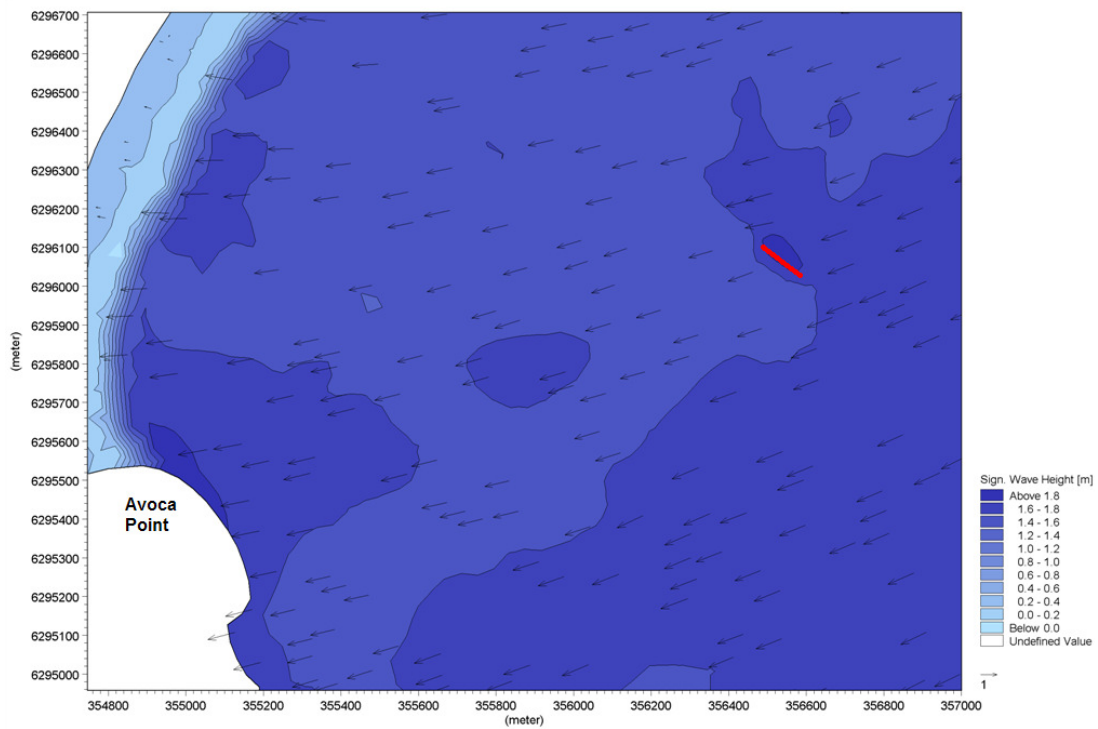 6296700
6296600
6296500
6296400
6296300
6296200
6296100
6296000
6295900
6295800
6295700
6295600
6295500
6295400
6295300
6295200
6295100
6295000
(meter)
Avoca
Point
354800 355000 355200 355400 355600 355800 356000 356200 356400 356600 356800 357000
(meter)
Sign. Wave Height [m]
Above 1.8
1.6 - 1.8
1.4 - 1.6
1.2 - 1.4
1.0 - 1.2
0.8 - 1.0
0.6 - 0.8
0.4 - 0.6
0.2 - 0.4
0.0 - 0.2
Below 0.0
Undefined Value
1